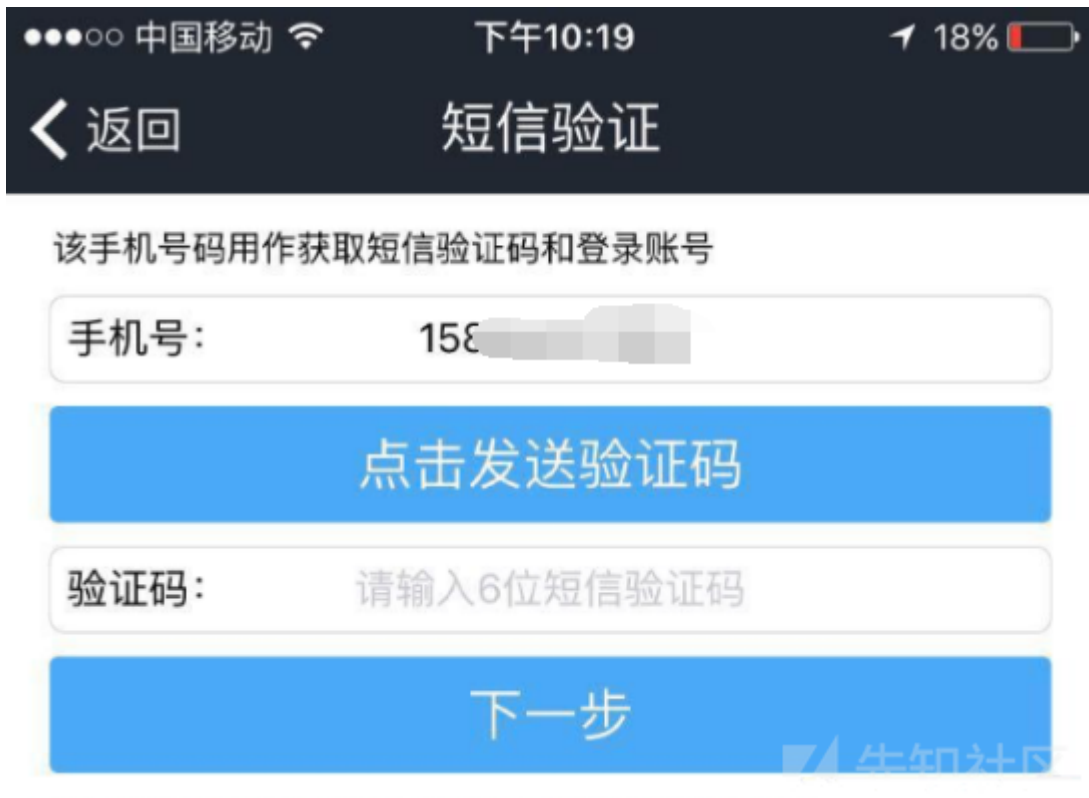 中国移动 下午10:19 18%
返回 短信验证
该手机号码用作获取短信验证码和登录账号
手机号： 158
点击发送验证码
验证码： 请输入6位短信验证码
下一步
先知社区